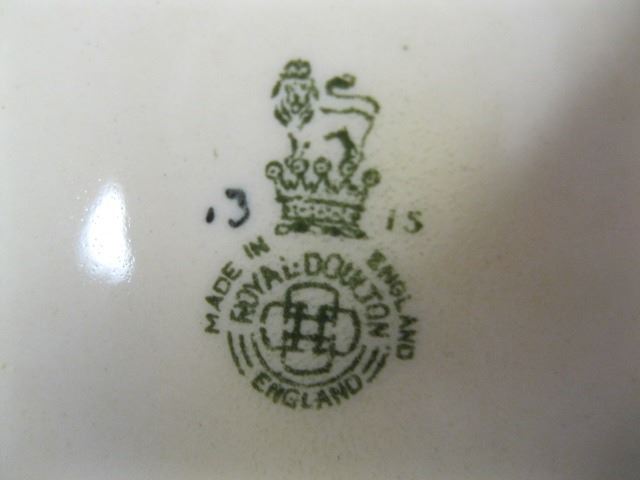 .3
15
MADE IN ENGLAND
ROYAL·DOULTON
ENGLAND